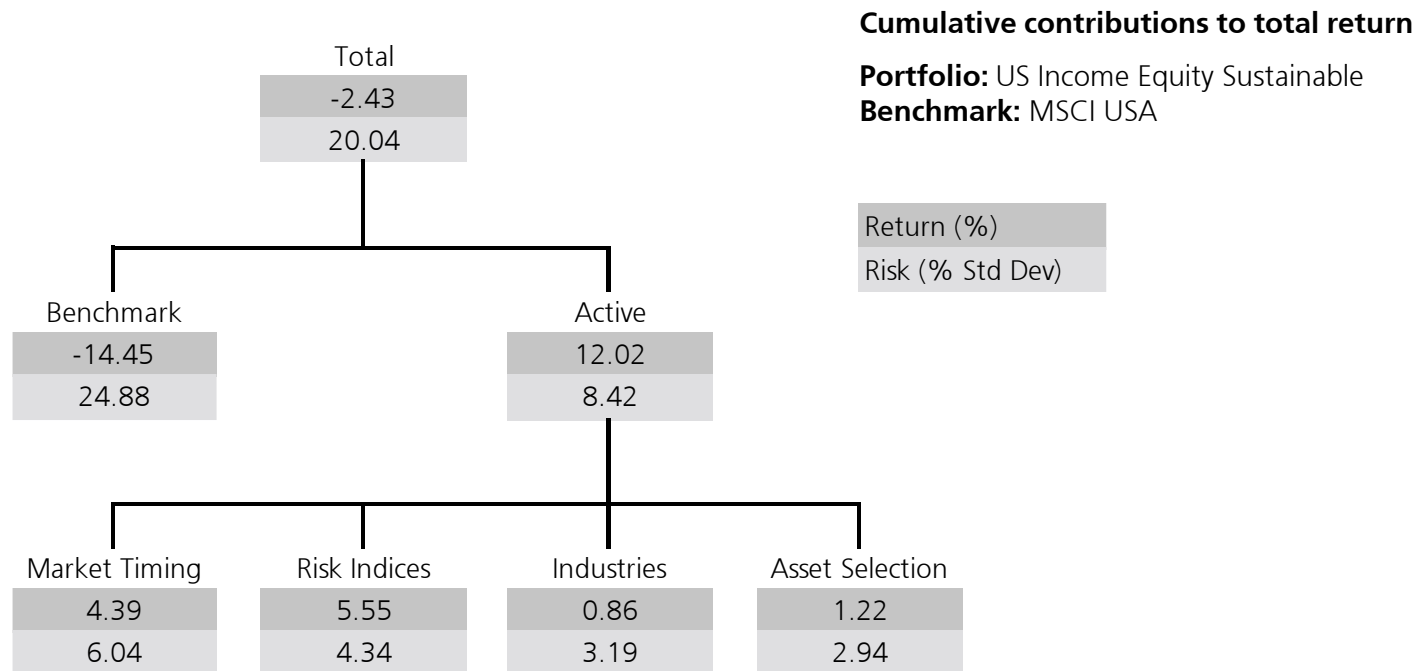 Cumulative contributions to total return
Portfolio: US Income Equity Sustainable
Benchmark: MSCI USA
Return (%)
Risk (% Std Dev)
Total
-2.43
20.04
Benchmark
-14.45
24.88
Active
12.02
8.42
Market Timing
4.39
6.04
Risk Indices
5.55
4.34
Industries
0.86
3.19
Asset Selection
1.22
2.94